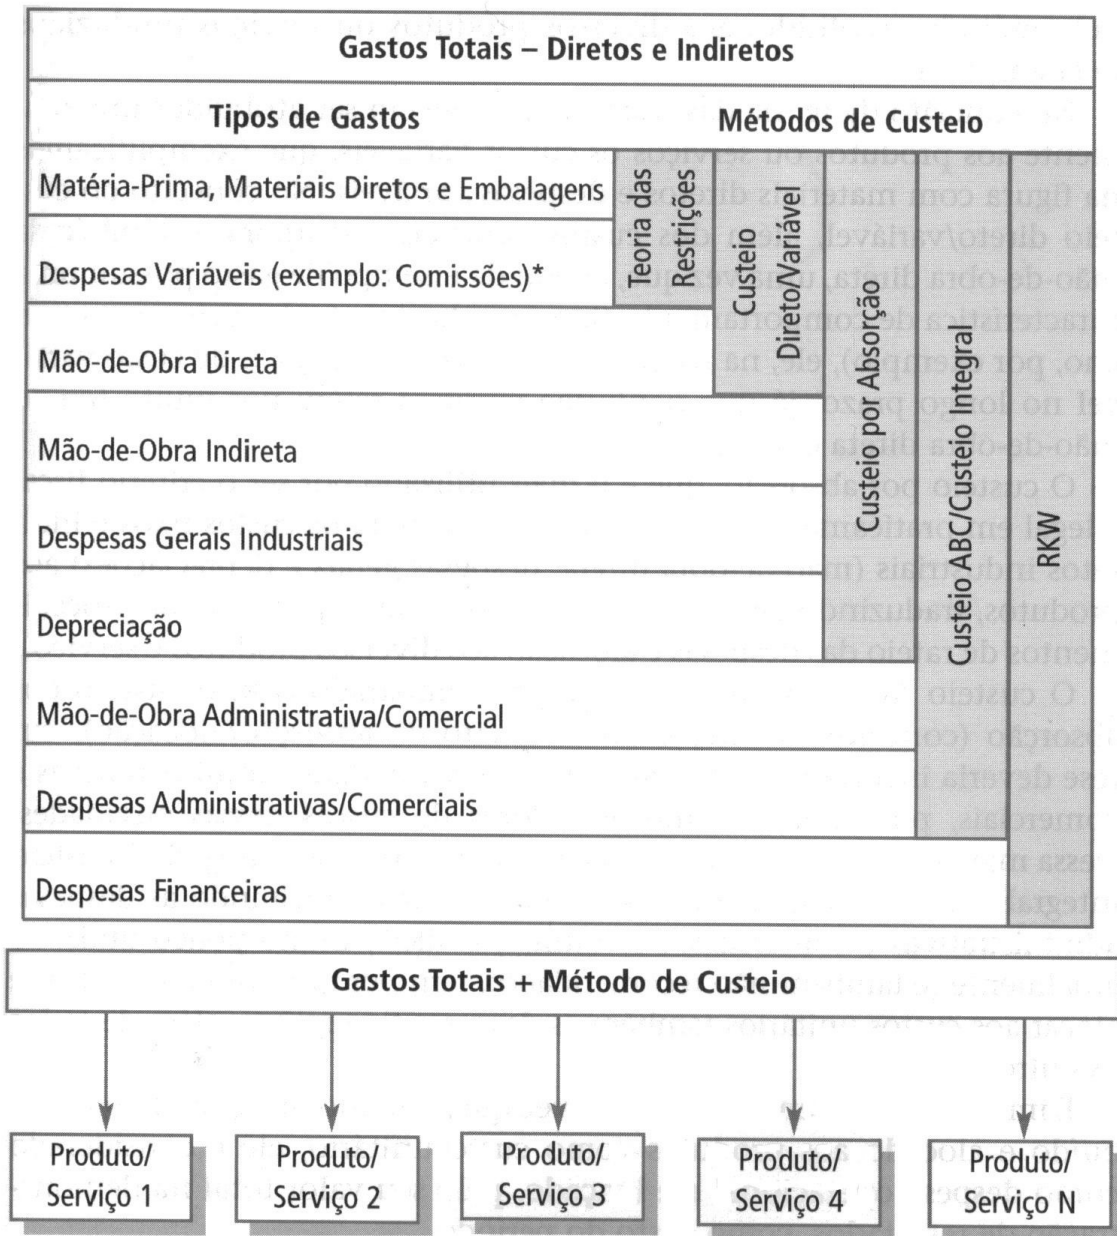 Gastos Totais – Diretos e Indiretos
Tipos de Gastos
Métodos de Custeio
Matéria-Prima, Materiais Diretos e Embalagens
Despesas Variáveis (exemplo: Comissões)*
Mão-de-Obra Direta
Mão-de-Obra Indireta
Despesas Gerais Industriais
Depreciação
Mão-de-Obra Administrativa/Comercial
Despesas Administrativas/Comerciais
Despesas Financeiras
Teoria das
Restrições
Custeio
Direto/Variável
Custeio por Absorção
Custeio ABC/Custeio Integral
RKW
Gastos Totais + Método de Custeio
Produto/
Serviço 1
Produto/
Serviço 2
Produto/
Serviço 3
Produto/
Serviço 4
Produto/
Serviço N